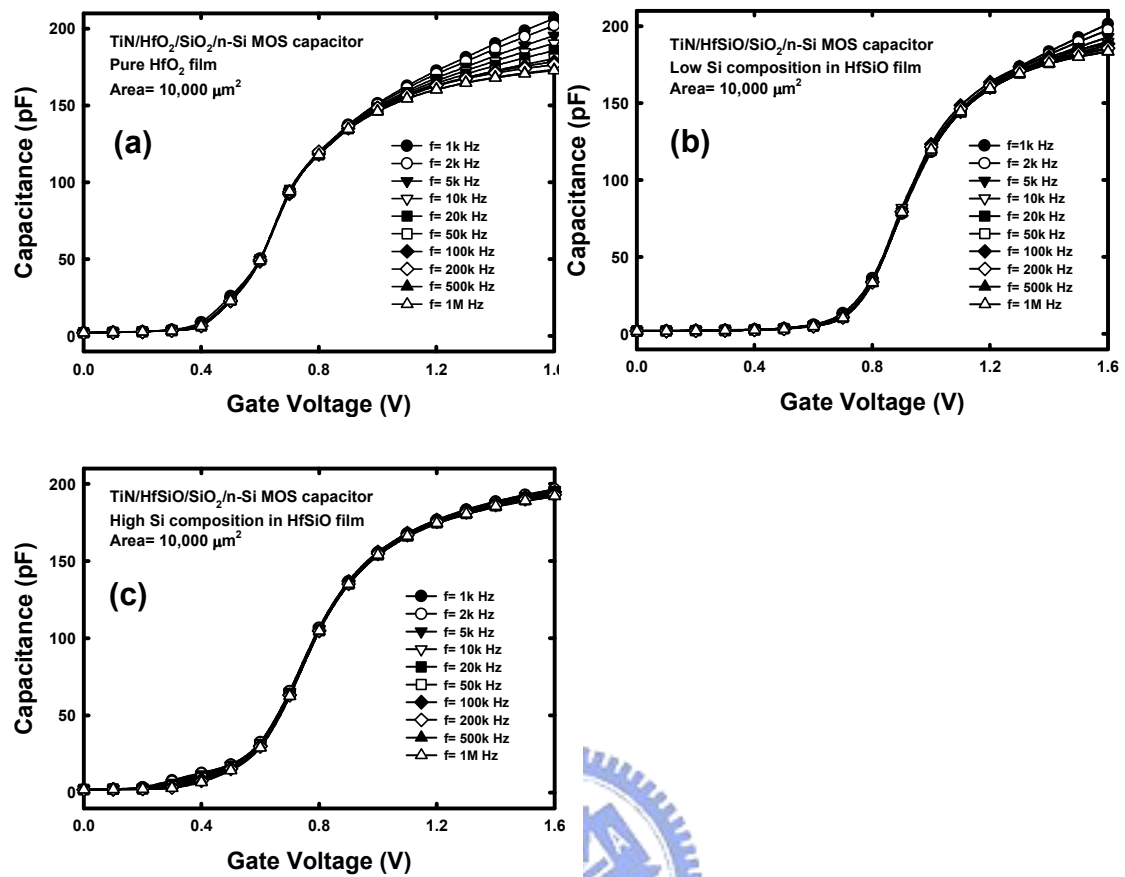 200
150
100
50
0
Capacitance (pF)
TiN/HfO2/SiO2/n-Si MOS capacitor
Pure HfO2 film
Area= 10,000 μm2
(a)
f= 1k Hz
f= 2k Hz
f= 5k Hz
f= 10k Hz
f= 20k Hz
f= 50k Hz
f= 100k Hz
f= 200k Hz
f= 500k Hz
f= 1M Hz
0.0 0.4 0.8 1.2 1.6
Gate Voltage (V)
200
150
100
50
0
Capacitance (pF)
TiN/HfSiO/SiO2/n-Si MOS capacitor
Low Si composition in HfSiO film
Area= 10,000 μm2
(b)
f=1k Hz
f= 2k Hz
f= 5k Hz
f= 10k Hz
f= 20k Hz
f= 50k Hz
f= 100k Hz
f= 200k Hz
f= 500k Hz
f= 1M Hz
0.0 0.4 0.8 1.2 1.6
Gate Voltage (V)
200
150
100
50
0
Capacitance (pF)
TiN/HfSiO/SiO2/n-Si MOS capacitor
High Si composition in HfSiO film
Area= 10,000 μm2
(c)
f= 1k Hz
f= 2k Hz
f= 5k Hz
f= 10k Hz
f= 20k Hz
f= 50k Hz
f= 100k Hz
f= 200k Hz
f= 500k Hz
f= 1M Hz
0.0 0.4 0.8 1.2 1.6
Gate Voltage (V)